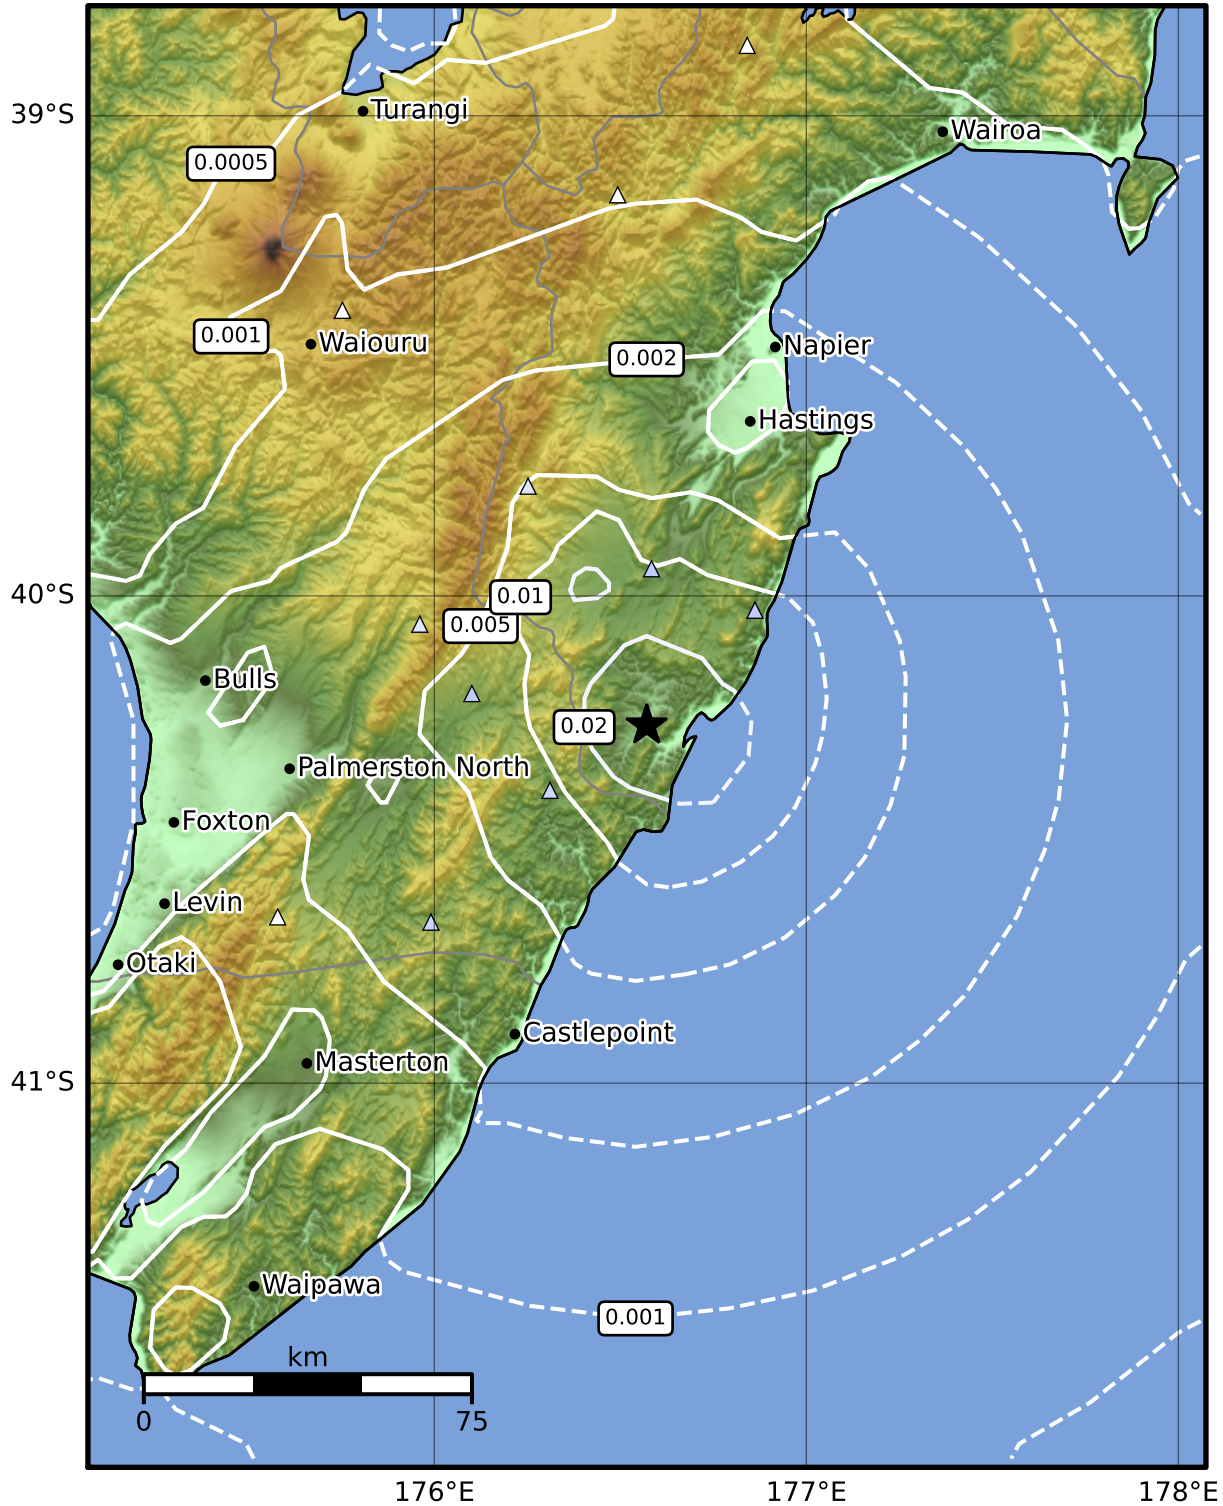 39°S
40°S
41°S
Turangi
Wairoa
0.0005
0.001
Waiouru
0.002
Napier
Hastings
0.01
0.005
Bulls
0.02
Palmerston North
Foxton
Levin
Otaki
Castlepoint
Masterton
Waipawa
0.001
km
0
75
176°E
177°E
178°E